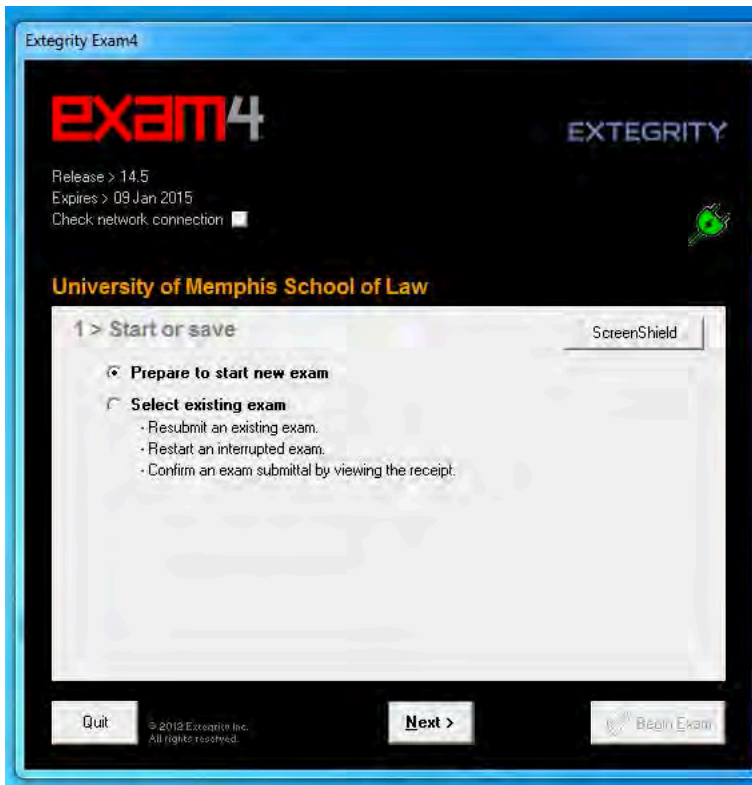 Extegrity Exam4
exam4
EXTEGRITY
Release > 14.5
Expires > 09 Jan 2015
Check network connection
University of Memphis School of Law
1 > Start or save
ScreenShield
Prepare to start new exam
Select existing exam
· Resubmit an existing exam.
· Restart an interrupted exam.
· Confirm an exam submittal by viewing the receipt.
Quit
© 2012 Extegrity Inc.
All rights reserved.
Next >
Begin Exam